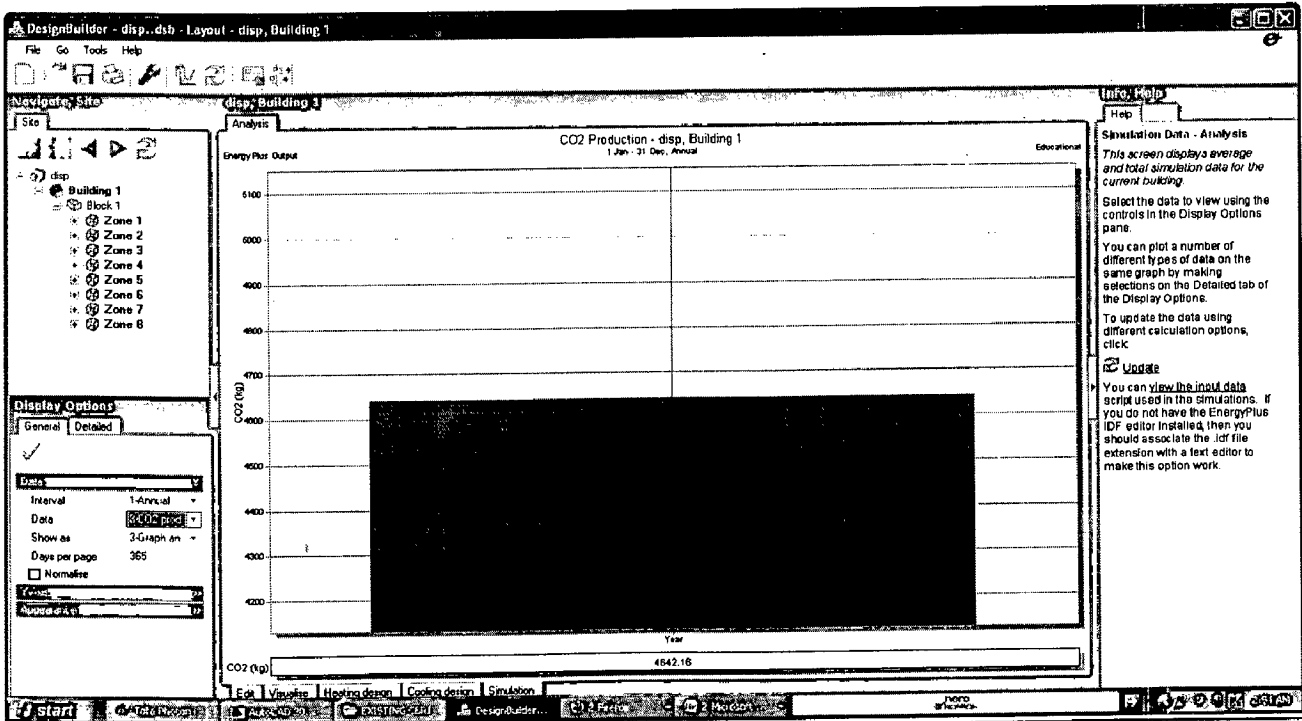 DesignBuilder - disp..dsb - Layout - disp, Building 1
File Go Tools Help
Navigate, Site
Site
disp
Building 1
Block 1
Zone 1
Zone 2
Zone 3
Zone 4
Zone 5
Zone 6
Zone 7
Zone 8
Display Options
General Detailed
Data
Interval 1-Annual
Data
Show as 3-Graph an
Days per page 365
Normalise
disp, Building 1
Analysis
CO2 Production - disp, Building 1
1 Jan - 31 Dec, Annual
EnergyPlus Output
Educational
5100
5000
4900
4800
4700
4600
4500
4400
4300
4200
CO2 (kg)
Year
CO2 (kg) 4642.16
Edit Visualise Heating design Cooling design Simulation
Info, Help
Help
Simulation Data - Analysis
This screen displays average
and total simulation data for the
current building.
Select the data to view using the
controls in the Display Options
pane.
You can plot a number of
different types of data on the
same graph by making
selections on the Detailed tab of
the Display Options.
To update the data using
different calculation options,
click
Update
You can view the input data
script used in the simulations. If
you do not have the EnergyPlus
IDF editor installed, then you
should associate the .idf file
extension with a text editor to
make this option work.
start
DesignBuilder...
nero